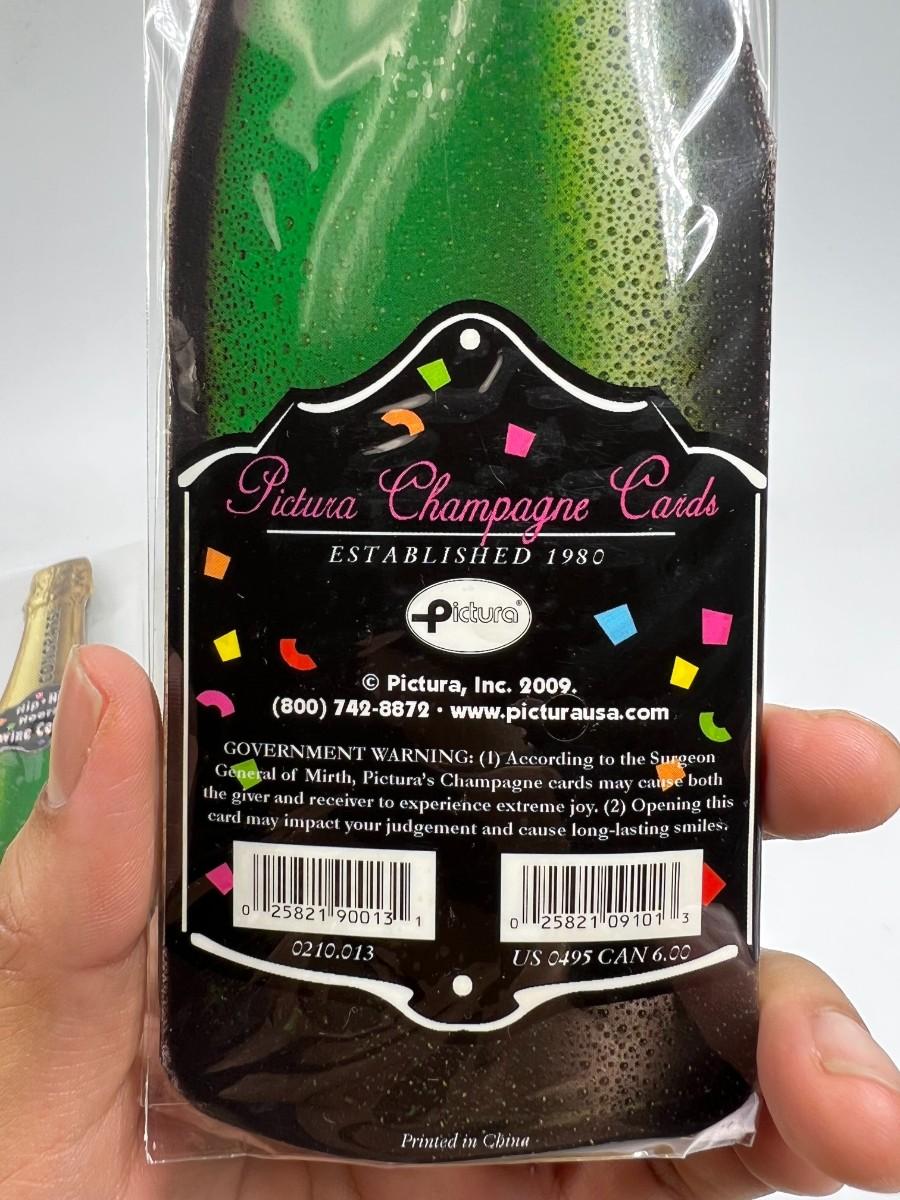 Pictura Champagne Cards
ESTABLISHED 1980
Pictura®
© Pictura, Inc. 2009.
(800) 742-8872 • www.picturausa.com
GOVERNMENT WARNING: (1) According to the Surgeon
General of Mirth, Pictura's Champagne cards may cause both
the giver and receiver to experience extreme joy. (2) Opening this
card may impact your judgement and cause long-lasting smiles.
0 25821 90013 1
0 25821 09101 3
0210.013
US 0495 CAN 6.00
Printed in China
Hip-H